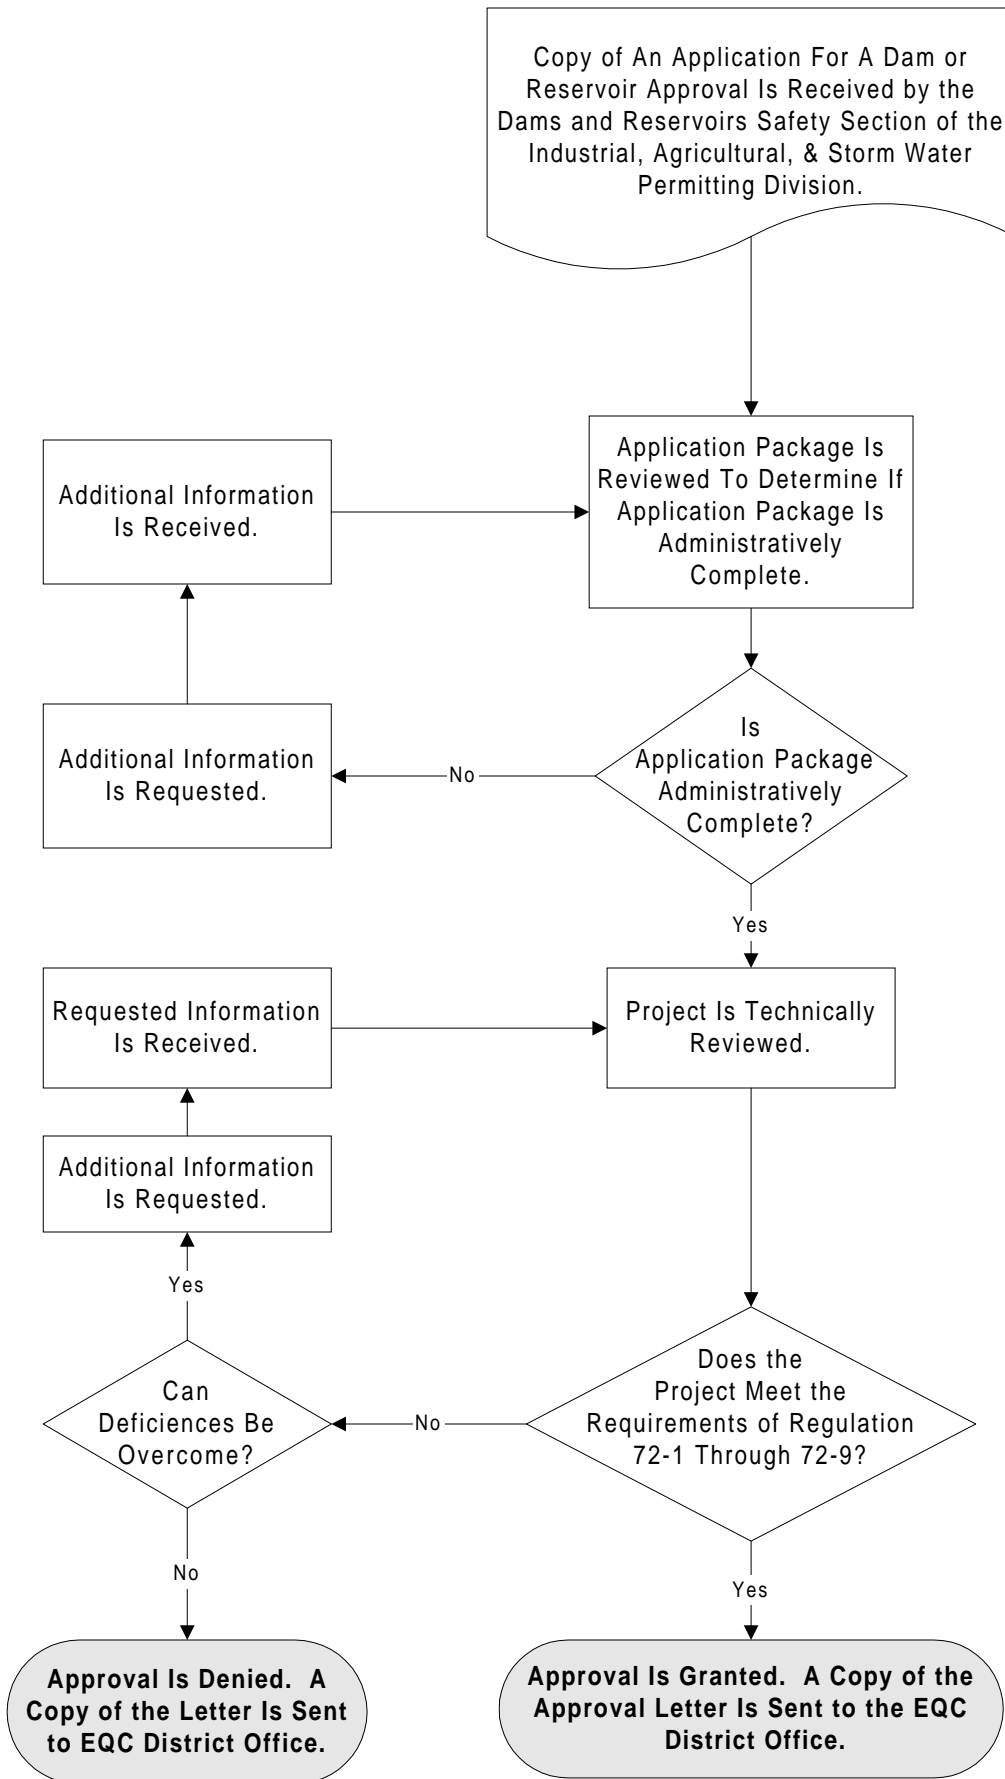 Copy of An Application For A Dam or
Reservoir Approval Is Received by the
Dams and Reservoirs Safety Section of the
Industrial, Agricultural, & Storm Water
Permitting Division.
Additional Information
Is Received.
Application Package Is
Reviewed To Determine If
Application Package Is
Administratively
Complete.
Additional Information
Is Requested.
No
Is
Application Package
Administratively
Complete?
Yes
Requested Information
Is Received.
Project Is Technically
Reviewed.
Additional Information
Is Requested.
Yes
Can
Deficiences Be
Overcome?
No
Does the
Project Meet the
Requirements of Regulation
72-1 Through 72-9?
No
Yes
Approval Is Denied.  A
Copy of the Letter Is Sent
to EQC District Office.
Approval Is Granted.  A Copy of the
Approval Letter Is Sent to the EQC
District Office.